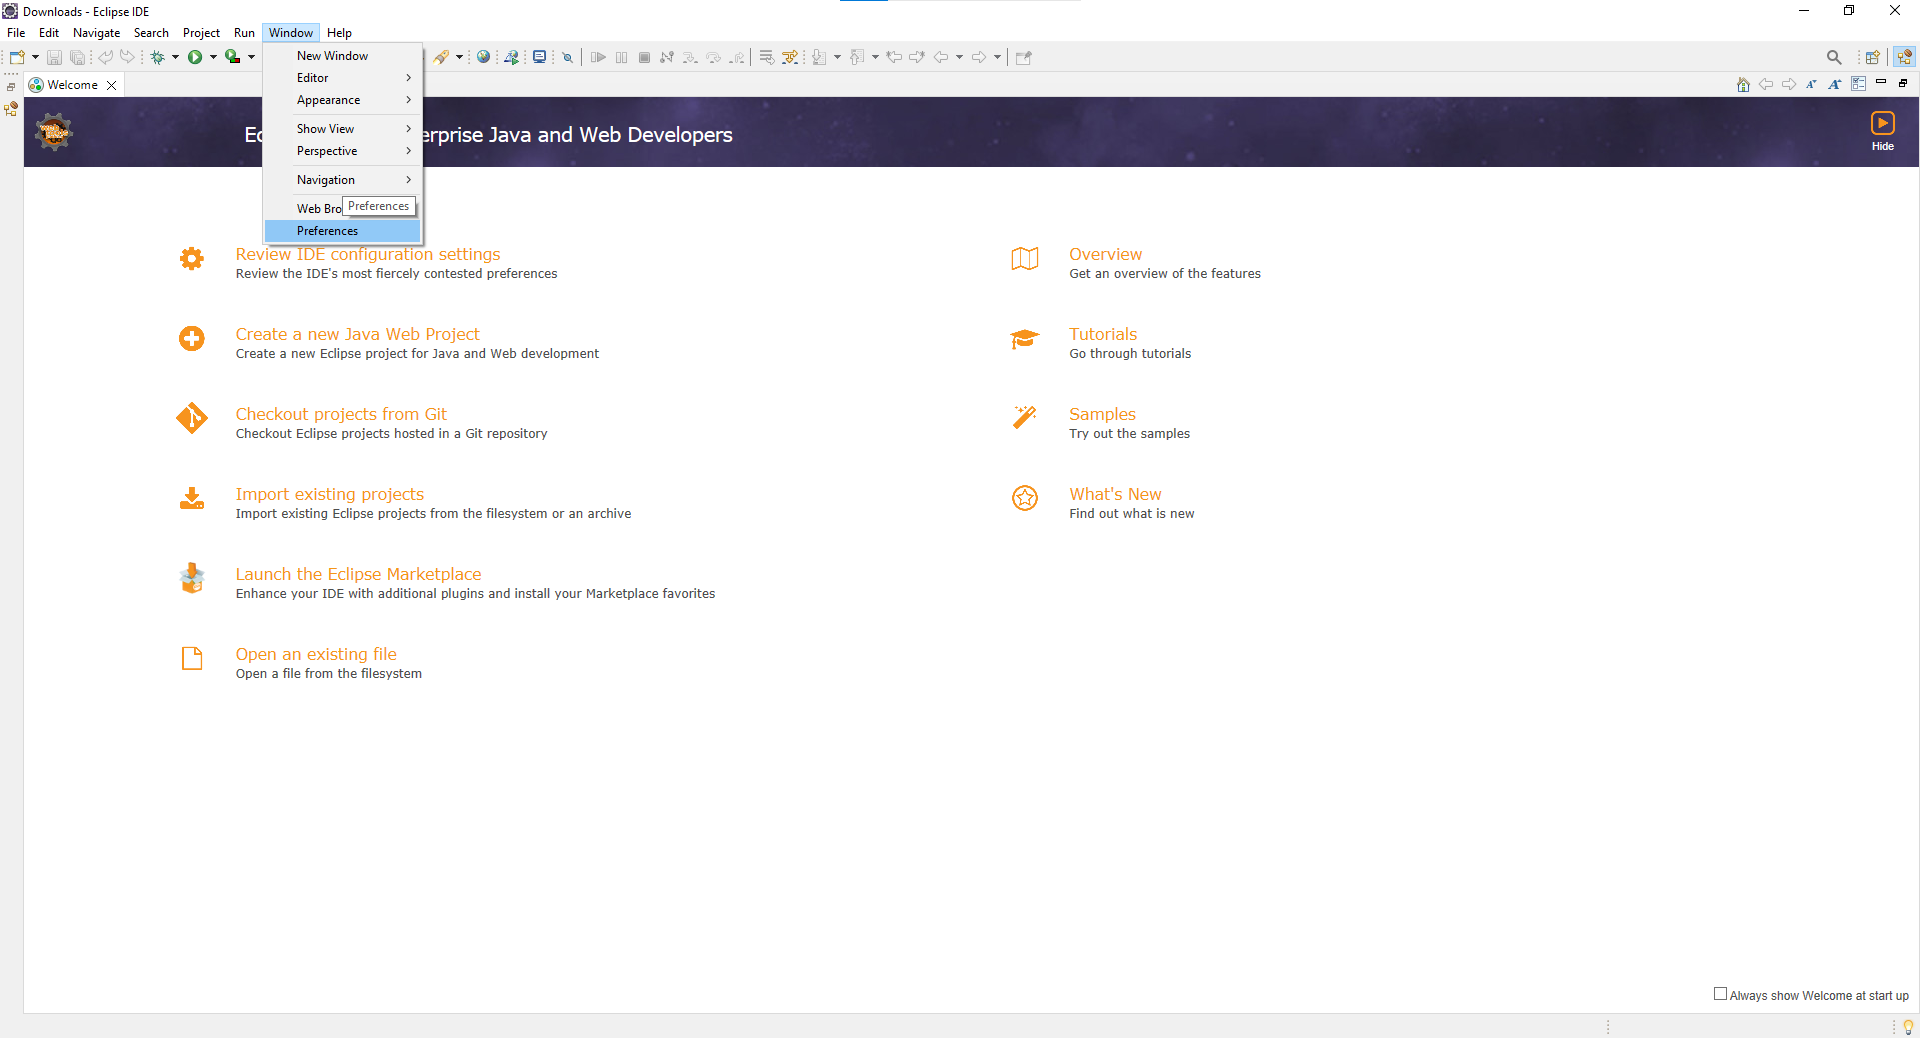 Downloads - Eclipse IDE
File Edit Navigate Search Project Run Window Help
New Window
Editor
Appearance
Show View
Perspective
Navigation
Web Bro
Preferences
Preferences
Welcome
Ec erprise Java and Web Developers
Hide
Review IDE configuration settings
Review the IDE's most fiercely contested preferences
Create a new Java Web Project
Create a new Eclipse project for Java and Web development
Checkout projects from Git
Checkout Eclipse projects hosted in a Git repository
Import existing projects
Import existing Eclipse projects from the filesystem or an archive
Launch the Eclipse Marketplace
Enhance your IDE with additional plugins and install your Marketplace favorites
Open an existing file
Open a file from the filesystem
Overview
Get an overview of the features
Tutorials
Go through tutorials
Samples
Try out the samples
What's New
Find out what is new
Always show Welcome at start up